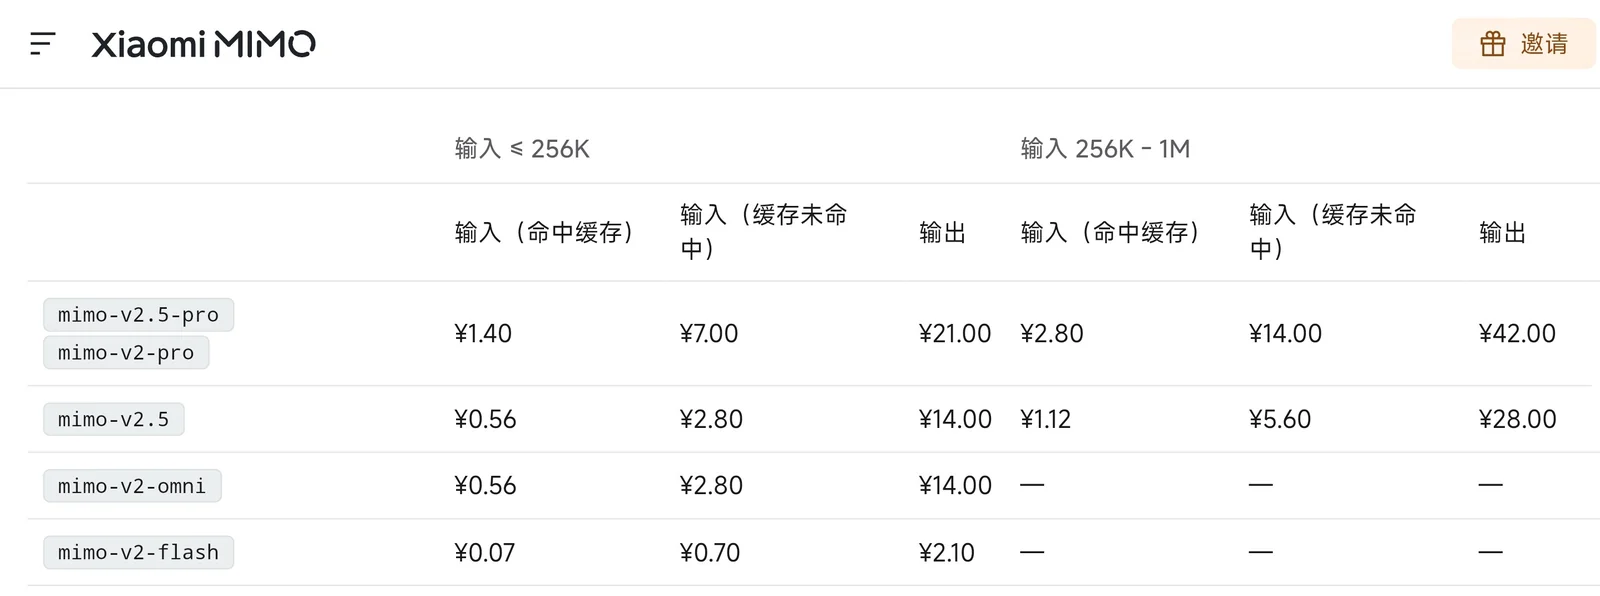 Xiaomi MIMO
邀请
输入 ≤ 256K 输入 256K - 1M
输入（命中缓存） 输入（缓存未命中） 输出 输入（命中缓存） 输入（缓存未命中） 输出
mimo-v2.5-pro
mimo-v2-pro
¥1.40 ¥7.00 ¥21.00 ¥2.80 ¥14.00 ¥42.00
mimo-v2.5 ¥0.56 ¥2.80 ¥14.00 ¥1.12 ¥5.60 ¥28.00
mimo-v2-omni ¥0.56 ¥2.80 ¥14.00 — — —
mimo-v2-flash ¥0.07 ¥0.70 ¥2.10 — — —